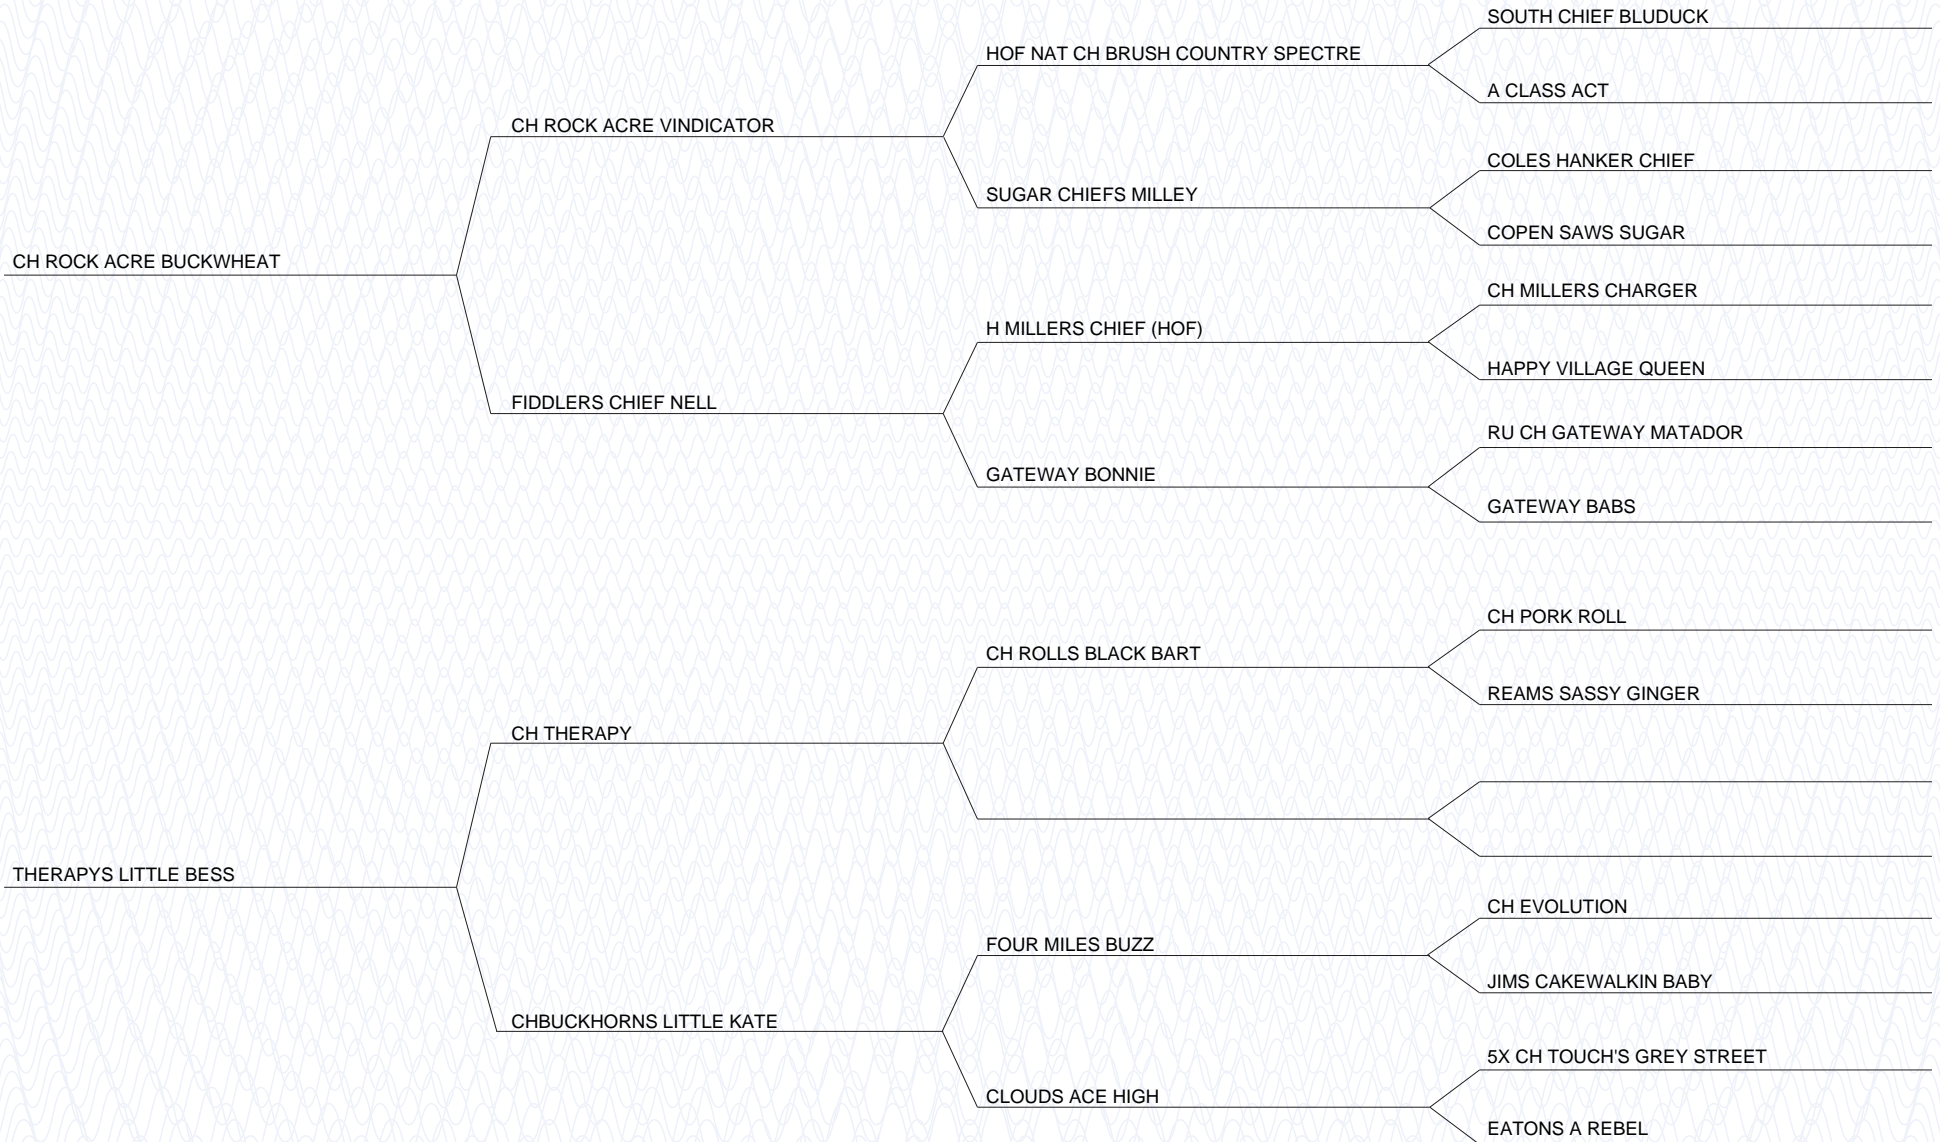 SOUTH CHIEF BLUDUCK
HOF NAT CH BRUSH COUNTRY SPECTRE
A CLASS ACT
CH ROCK ACRE VINDICATOR
COLES HANKER CHIEF
SUGAR CHIEFS MILLEY
COPEN SAWS SUGAR
CH ROCK ACRE BUCKWHEAT
CH MILLERS CHARGER
H MILLERS CHIEF (HOF)
HAPPY VILLAGE QUEEN
FIDDLERS CHIEF NELL
RU CH GATEWAY MATADOR
GATEWAY BONNIE
GATEWAY BABS
CH PORK ROLL
CH ROLLS BLACK BART
REAMS SASSY GINGER
CH THERAPY
THERAPYS LITTLE BESS
CH EVOLUTION
FOUR MILES BUZZ
JIMS CAKEWALKIN BABY
CHBUCKHORNS LITTLE KATE
5X CH TOUCH'S GREY STREET
CLOUDS ACE HIGH
EATONS A REBEL